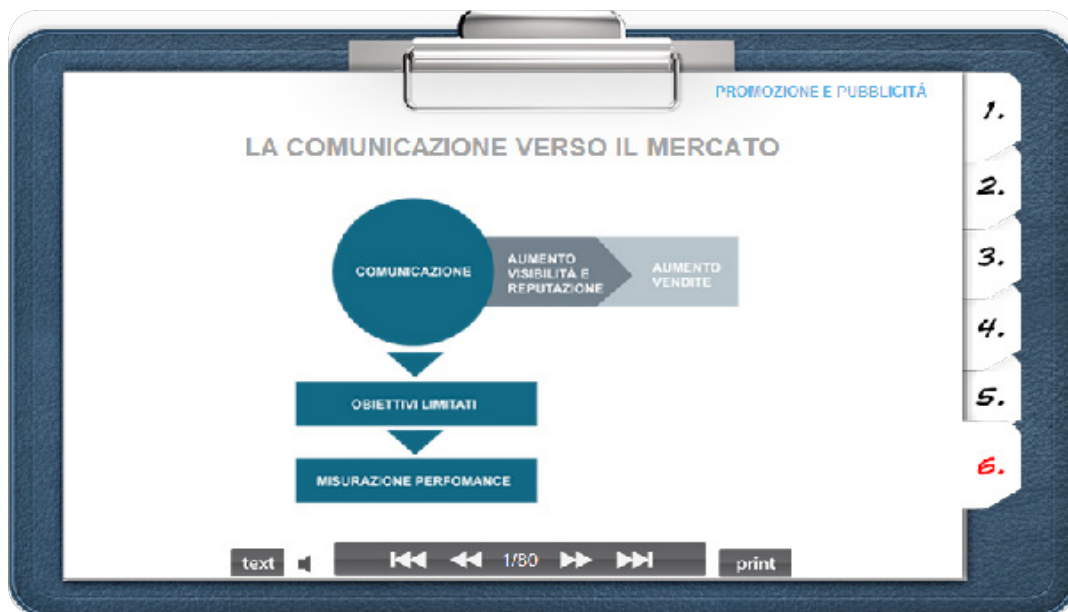 PROMOZIONE E PUBBLICITÀ
LA COMUNICAZIONE VERSO IL MERCATO
COMUNICAZIONE
AUMENTO
VISIBILITÀ E
REPUTAZIONE
AUMENTO
VENDITE
OBIETTIVI LIMITATI
MISURAZIONE PERFOMANCE
1.
2.
3.
4.
5.
6.
text
1/80
print